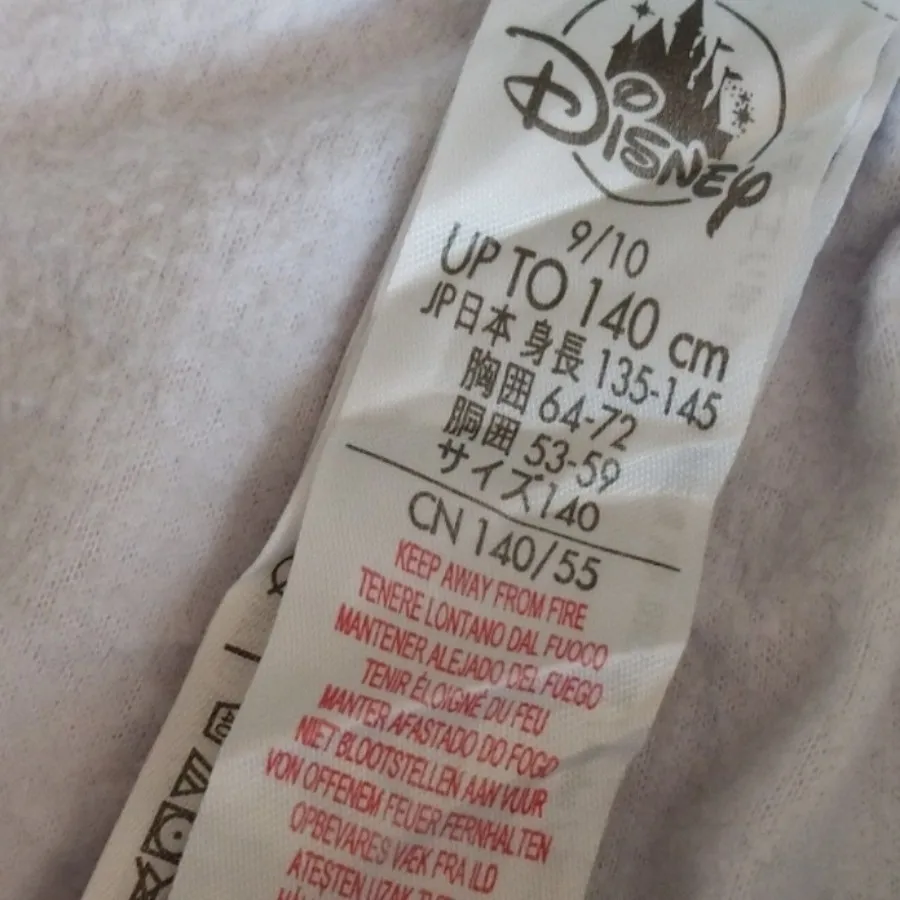 Disney
9/10
UP TO 140 cm
JP日本 身長 135-145
胸囲 64-72
胴囲 53-59
サイズ140
CN 140/55
KEEP AWAY FROM FIRE
TENERE LONTANO DAL FUOCO
MANTENER ALEJADO DEL FUEGO
TENIR ÉLOIGNÉ DU FEU
MANTER AFASTADO DO FOGO
NIET BLOOTSTELLEN AAN VUUR
VON OFFENEM FEUER FERNHALTEN
OPBEVARES VÆK FRA ILD
ATEŞTEN UZAK